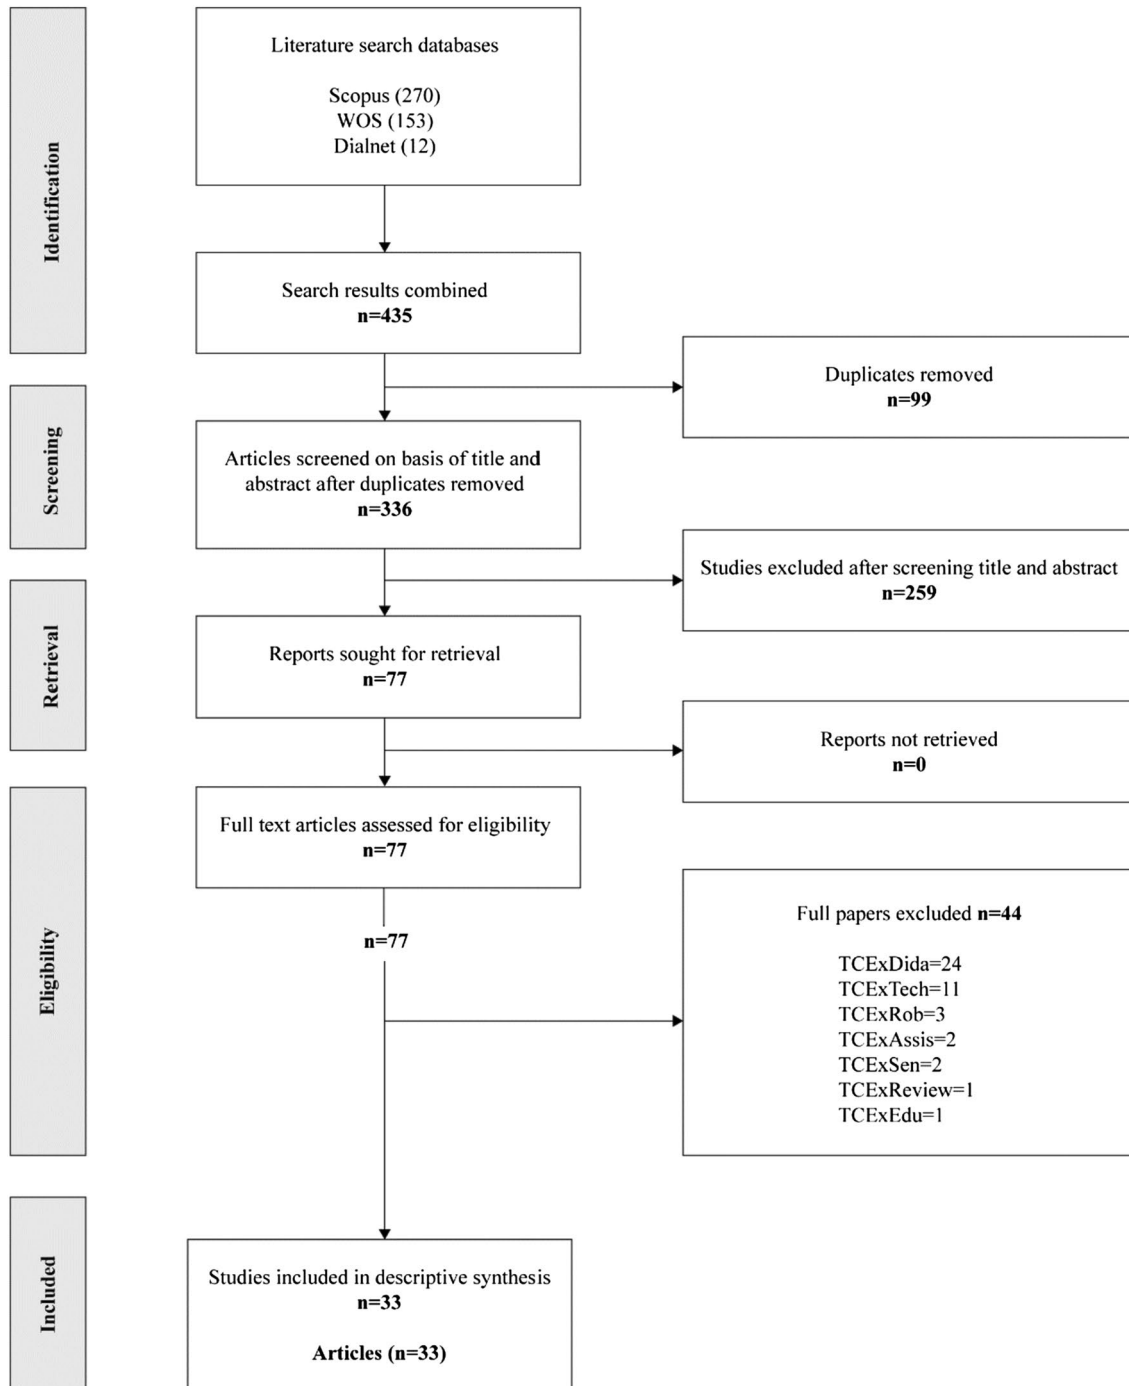 Identification
Literature search databases
Scopus (270)
WOS (153)
Dialnet (12)
Search results combined
n=435
Duplicates removed
n=99
Screening
Articles screened on basis of title and
abstract after duplicates removed
n=336
Studies excluded after screening title and abstract
n=259
Retrieval
Reports sought for retrieval
n=77
Reports not retrieved
n=0
Eligibility
Full text articles assessed for eligibility
n=77
n=77
Full papers excluded n=44
TCExDida=24
TCExTech=11
TCExRob=3
TCExAssis=2
TCExSen=2
TCExReview=1
TCExEdu=1
Included
Studies included in descriptive synthesis
n=33
Articles (n=33)